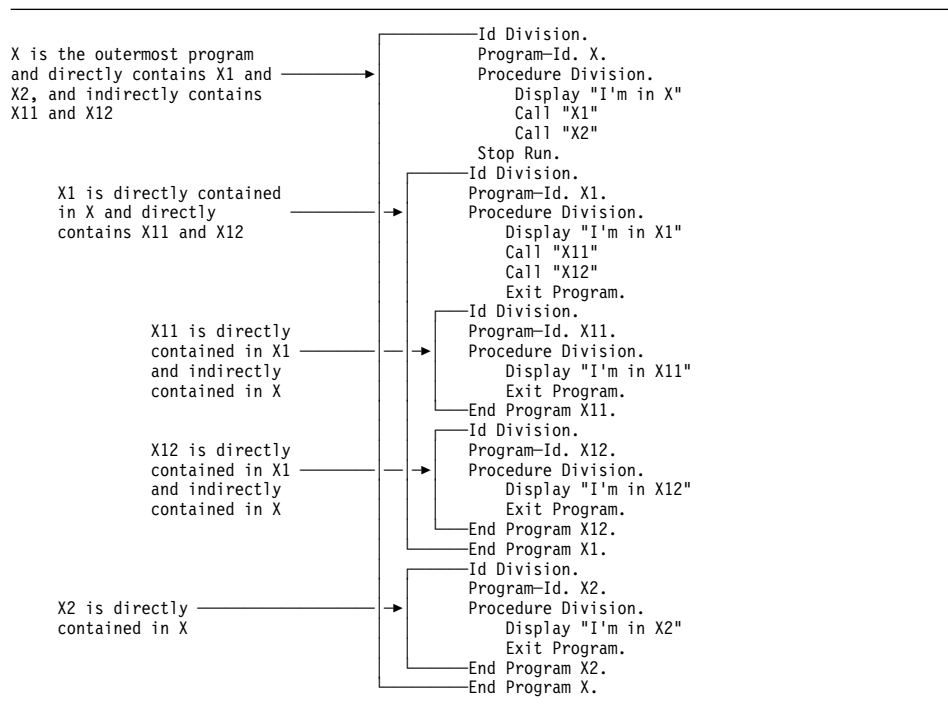 Id Division.
X is the outermost program
and directly contains X1 and
X2, and indirectly contains
X11 and X12
Program-Id. X.
Procedure Division.
Display "I'm in X"
Call "X1"
Call "X2"
Stop Run.
X1 is directly contained
in X and directly
contains X11 and X12
Id Division.
Program-Id. X1.
Procedure Division.
Display "I'm in X1"
Call "X11"
Call "X12"
Exit Program.
X11 is directly
contained in X1
and indirectly
contained in X
Id Division.
Program-Id. X11.
Procedure Division.
Display "I'm in X11"
Exit Program.
End Program X11.
X12 is directly
contained in X1
and indirectly
contained in X
Id Division.
Program-Id. X12.
Procedure Division.
Display "I'm in X12"
Exit Program.
End Program X12.
End Program X1.
X2 is directly
contained in X
Id Division.
Program-Id. X2.
Procedure Division.
Display "I'm in X2"
Exit Program.
End Program X2.
End Program X.